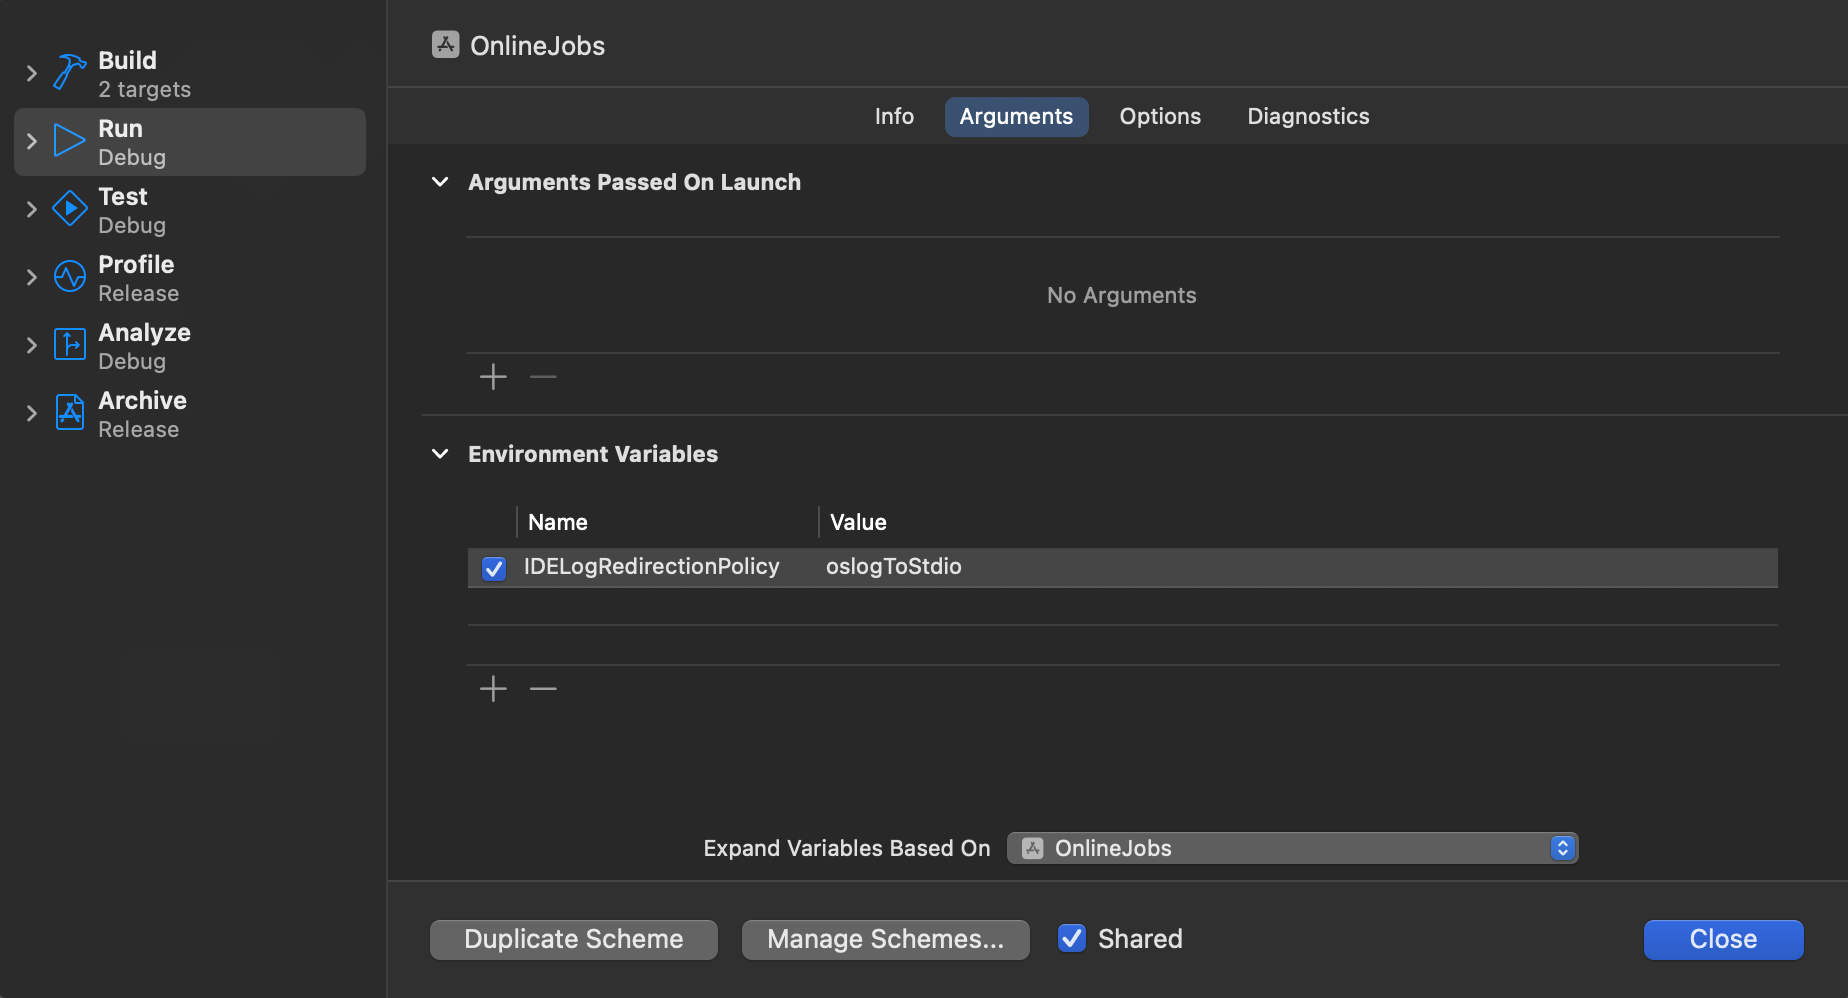 Build
2 targets
Run
Debug
Test
Debug
Profile
Release
Analyze
Debug
Archive
Release
OnlineJobs
Info Arguments Options Diagnostics
Arguments Passed On Launch
No Arguments
Environment Variables
Name Value
IDELogRedirectionPolicy oslogToStdio
Expand Variables Based On OnlineJobs
Duplicate Scheme Manage Schemes... Shared Close